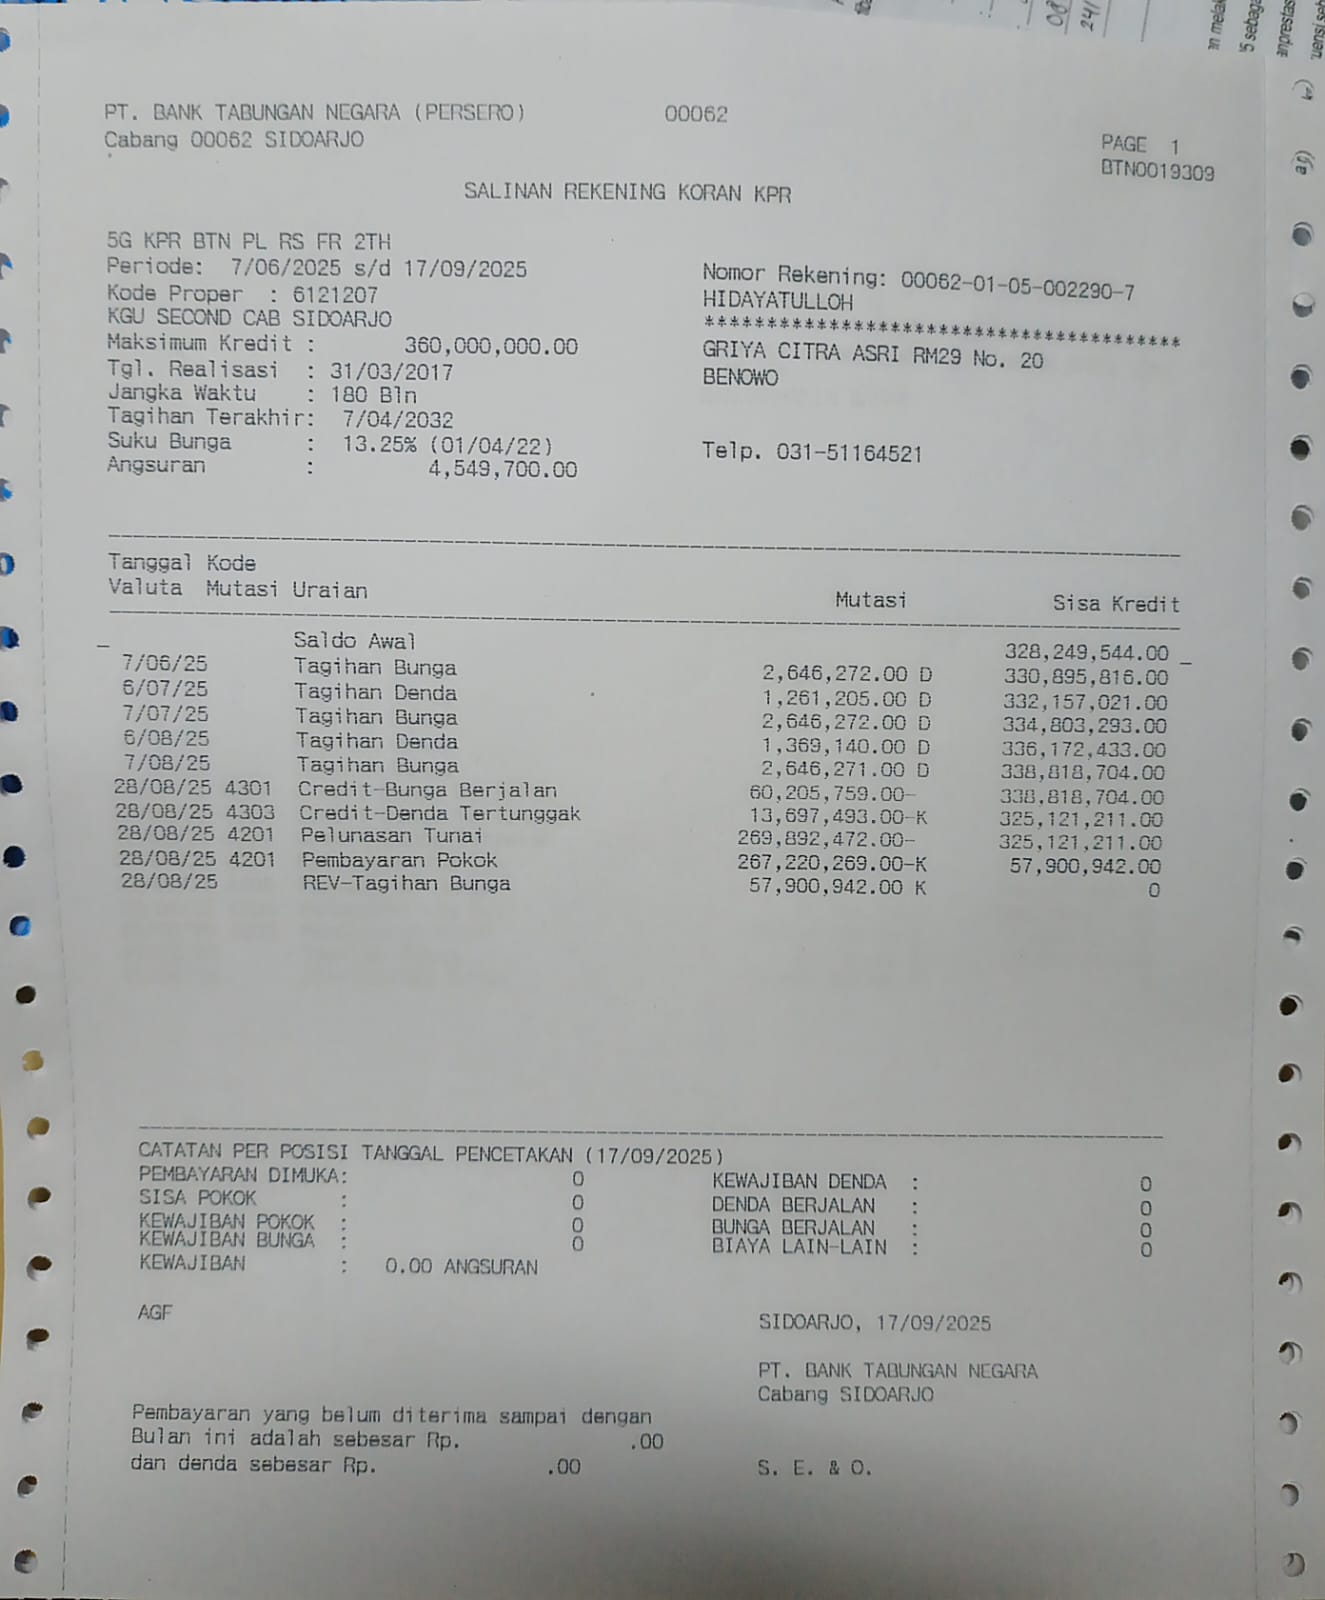 PT. BANK TABUNGAN NEGARA (PERSERO) 00062
Cabang 00062 SIDOARJO
PAGE 1
BTN0019309
SALINAN REKENING KORAN KPR
5G KPR BTN PL RS FR 2TH
Periode: 7/06/2025 s/d 17/09/2025
Kode Proper : 6121207
KGU SECOND CAB SIDOARJO
Maksimum Kredit : 360,000,000.00
Tgl. Realisasi : 31/03/2017
Jangka Waktu : 180 Bln
Tagihan Terakhir: 7/04/2032
Suku Bunga : 13.25% (01/04/22)
Angsuran : 4,549,700.00
Nomor Rekening: 00062-01-05-002290-7
HIDAYATULLOH
****************************************
GRIYA CITRA ASRI RM29 No. 20
BENOWO
Telp. 031-51164521
Tanggal Kode
Valuta Mutasi Uraian Mutasi Sisa Kredit
_ Saldo Awal 328,249,544.00 _
7/06/25 Tagihan Bunga 2,646,272.00 D 330,895,816.00
6/07/25 Tagihan Denda 1,261,205.00 D 332,157,021.00
7/07/25 Tagihan Bunga 2,646,272.00 D 334,803,293.00
6/08/25 Tagihan Denda 1,369,140.00 D 336,172,433.00
7/08/25 Tagihan Bunga 2,646,271.00 D 338,818,704.00
28/08/25 4301 Credit-Bunga Berjalan 60,205,759.00- 338,818,704.00
28/08/25 4303 Credit-Denda Tertunggak 13,697,493.00-K 325,121,211.00
28/08/25 4201 Pelunasan Tunai 269,892,472.00- 325,121,211.00
28/08/25 4201 Pembayaran Pokok 267,220,269.00-K 57,900,942.00
28/08/25 REV-Tagihan Bunga 57,900,942.00 K 0
CATATAN PER POSISI TANGGAL PENCETAKAN (17/09/2025)
PEMBAYARAN DIMUKA: 0 KEWAJIBAN DENDA : 0
SISA POKOK : 0 DENDA BERJALAN : 0
KEWAJIBAN POKOK : 0 BUNGA BERJALAN : 0
KEWAJIBAN BUNGA : 0 BIAYA LAIN-LAIN : 0
KEWAJIBAN : 0.00 ANGSURAN
AGF
SIDOARJO, 17/09/2025
PT. BANK TABUNGAN NEGARA
Cabang SIDOARJO
Pembayaran yang belum diterima sampai dengan
Bulan ini adalah sebesar Rp. .00
dan denda sebesar Rp. .00
S. E. & O.